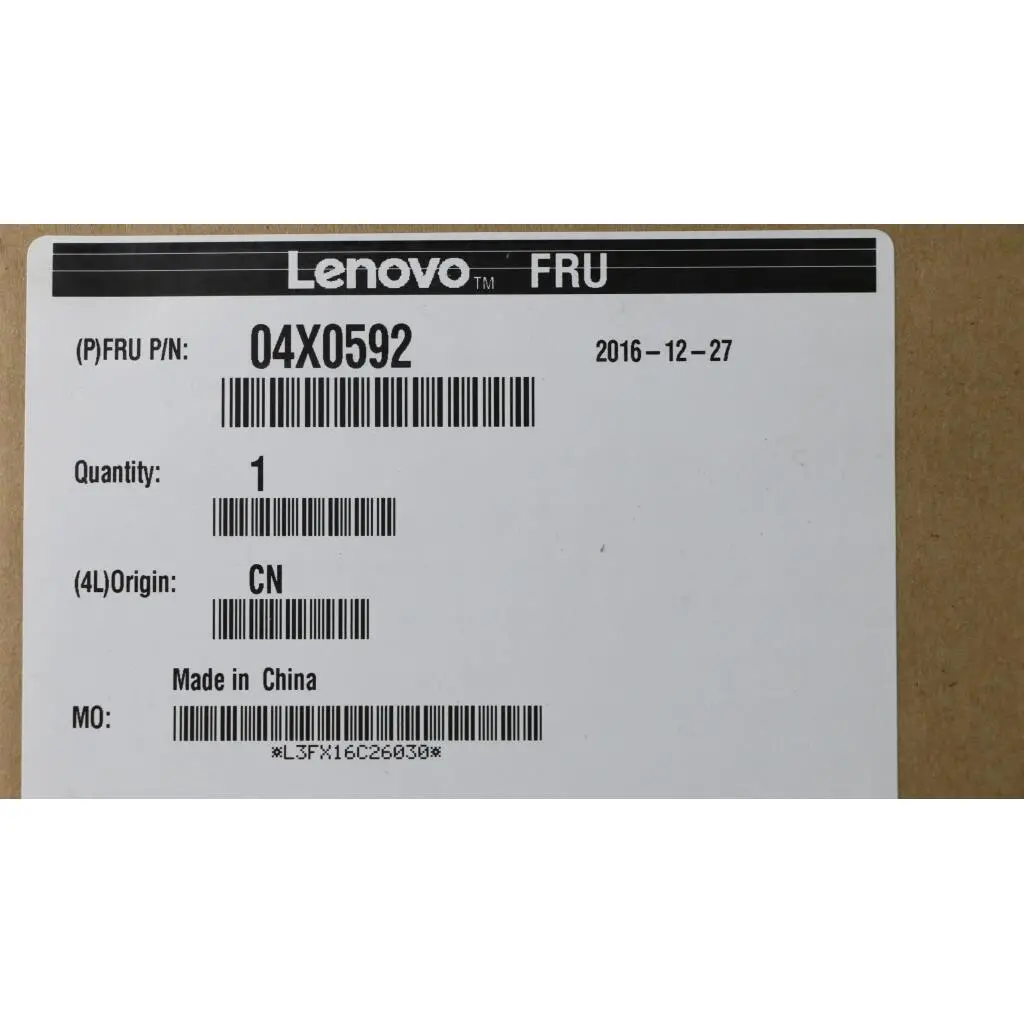 Lenovo™ FRU
(P)FRU P/N: 04X0592 2016-12-27
Quantity: 1
(4L)Origin: CN
Made in China
MO:
*L3FX16C26030*